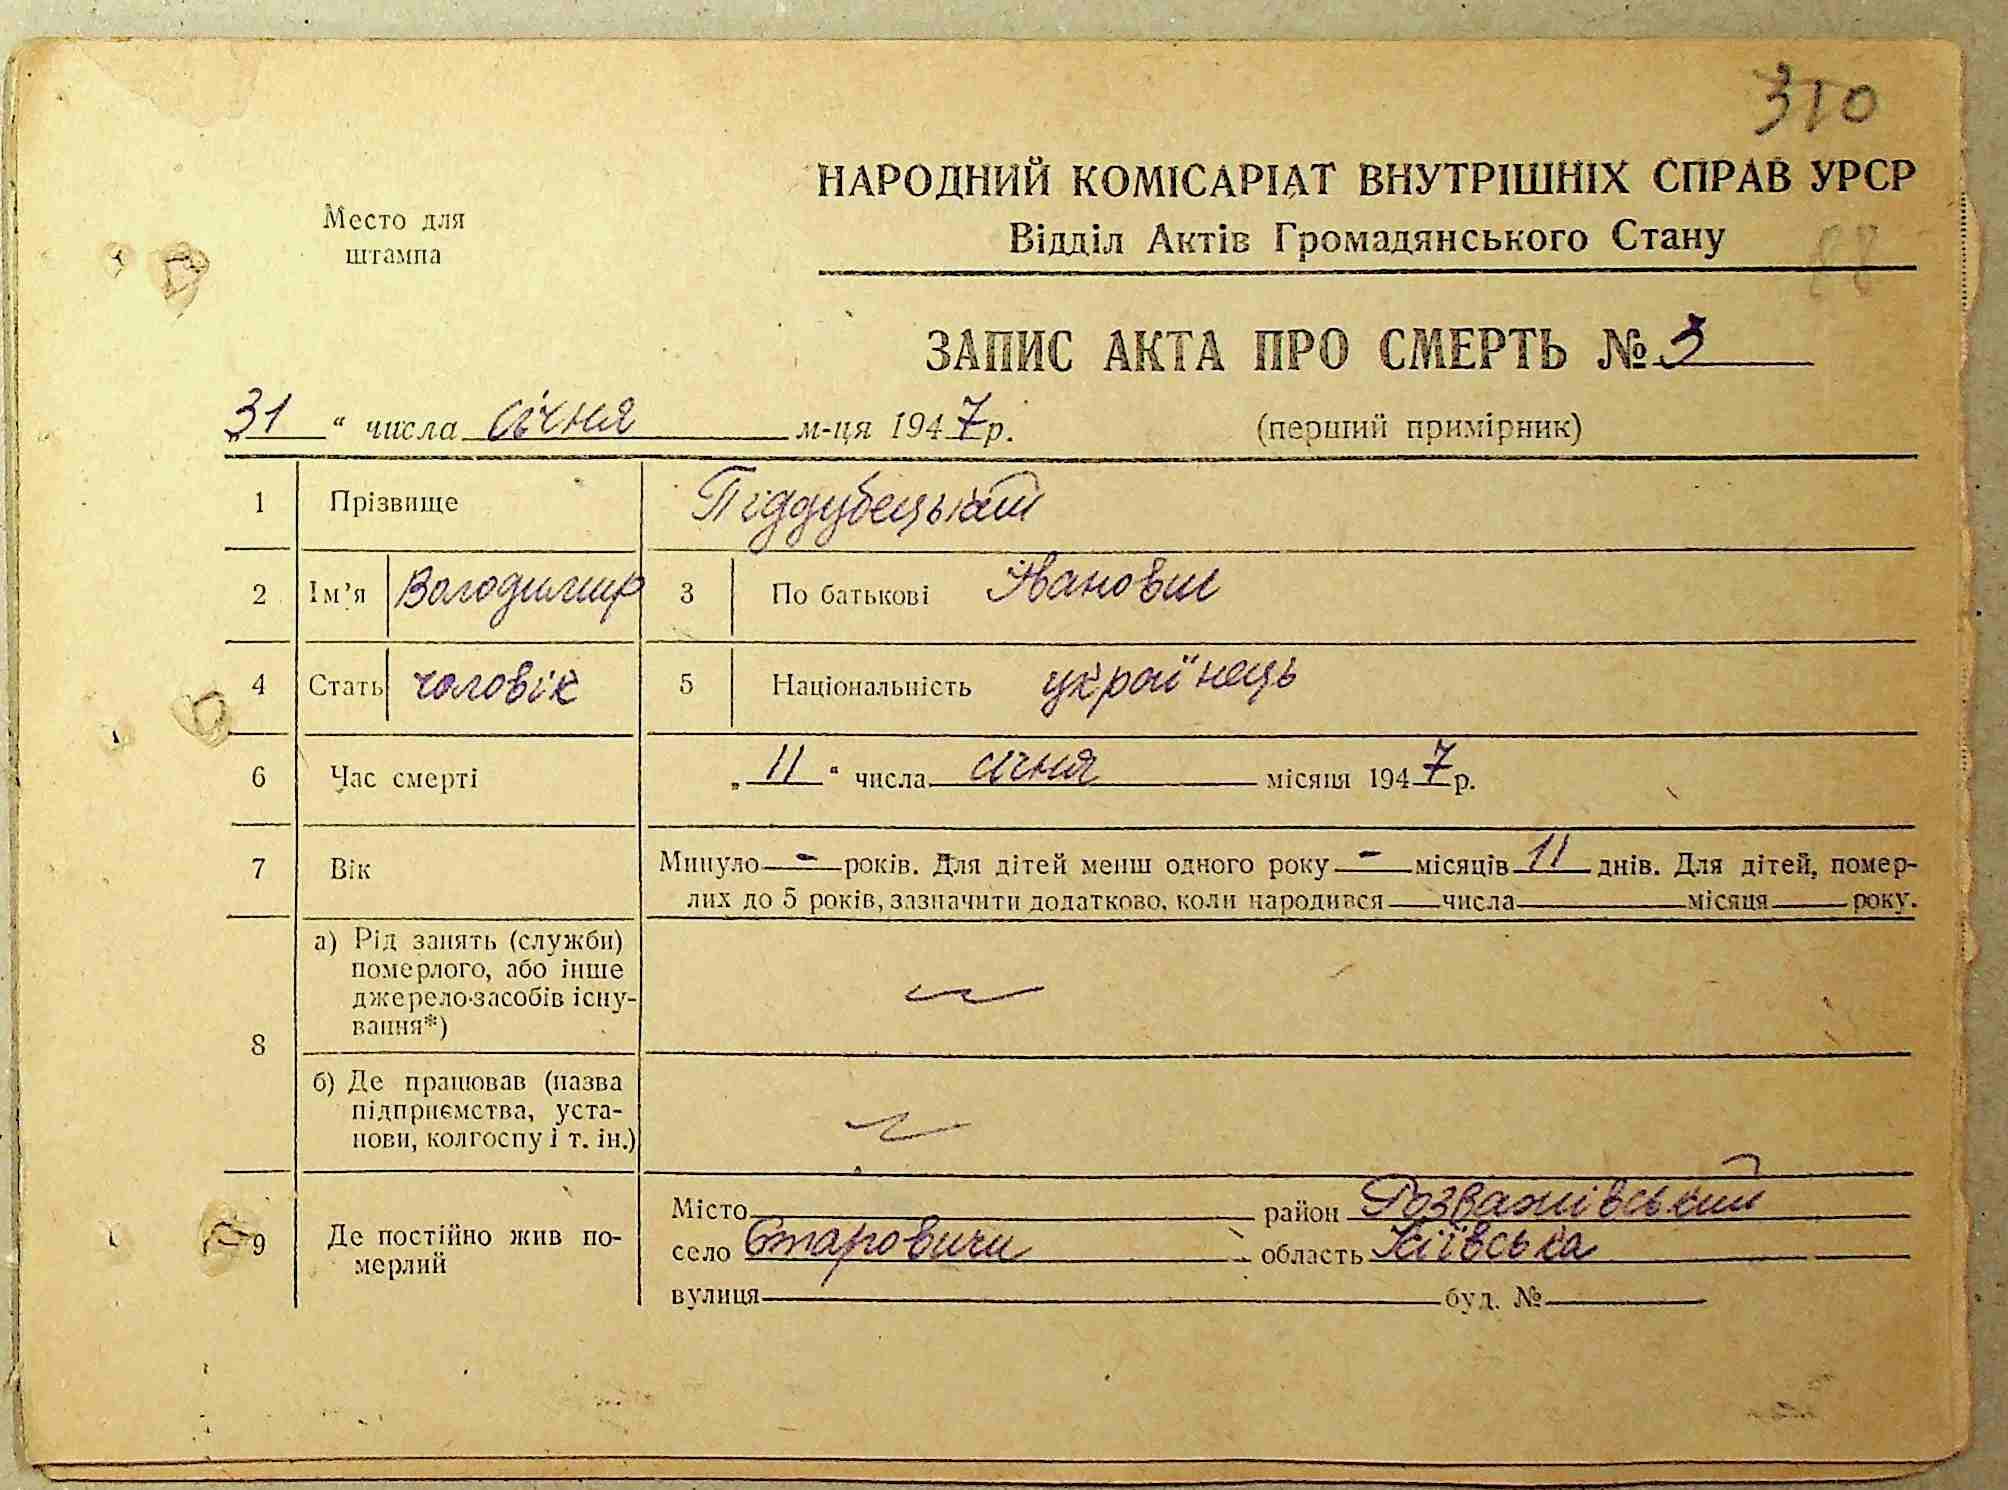 310
НАРОДНИЙ КОМІСАРІАТ ВНУТРІШНІХ СПРАВ УРСР
Відділ Актів Громадянського Стану
88
Место для
штампа
ЗАПИС АКТА ПРО СМЕРТЬ № 3
„31“ числа січня м-ця 1947 р. (перший примірник)
1 Прізвище
2 Ім'я Володимир 3 По батькові Іванович
4 Стать чоловік 5 Національність українець
6 Час смерті „11“ числа січня місяця 1947 р.
7 Вік Минуло - років. Для дітей менш одного року - місяців 11 днів. Для дітей, помер-
лих до 5 років, зазначити додатково, коли народився числа місяця року.
8 а) Рід занять (служби)
померлого, або інше
джерело-засобів існу-
вання*)
б) Де працював (назва
підприємства, уста-
нови, колгоспу і т. ін.)
9 Де постійно жив по-
мерлий
Місто район Розважівський
село Старовичи область Київська
вулиця буд. №